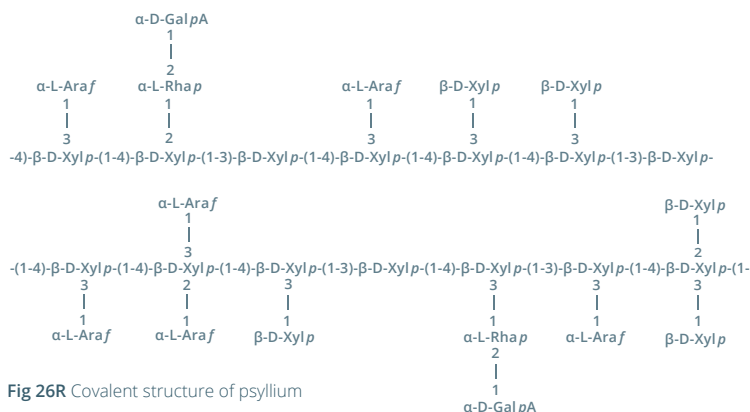 α-D-GalpA
1
2
α-L-Araf α-L-Rhap α-L-Araf β-D-Xylp β-D-Xylp
1 1 1 1 1
3 2 3 3 3
-4)-β-D-Xylp-(1-4)-β-D-Xylp-(1-3)-β-D-Xylp-(1-4)-β-D-Xylp-(1-4)-β-D-Xylp-(1-4)-β-D-Xylp-(1-3)-β-D-Xylp-
α-L-Araf β-D-Xylp
1 1
3 2
-(1-4)-β-D-Xylp-(1-4)-β-D-Xylp-(1-4)-β-D-Xylp-(1-3)-β-D-Xylp-(1-4)-β-D-Xylp-(1-3)-β-D-Xylp-(1-4)-β-D-Xylp-(1-
3 2 3 3 3 3
1 1 1 1 1 1
α-L-Araf α-L-Araf β-D-Xylp α-L-Rhap α-L-Araf β-D-Xylp
2
1
α-D-GalpA
Fig 26R Covalent structure of psyllium